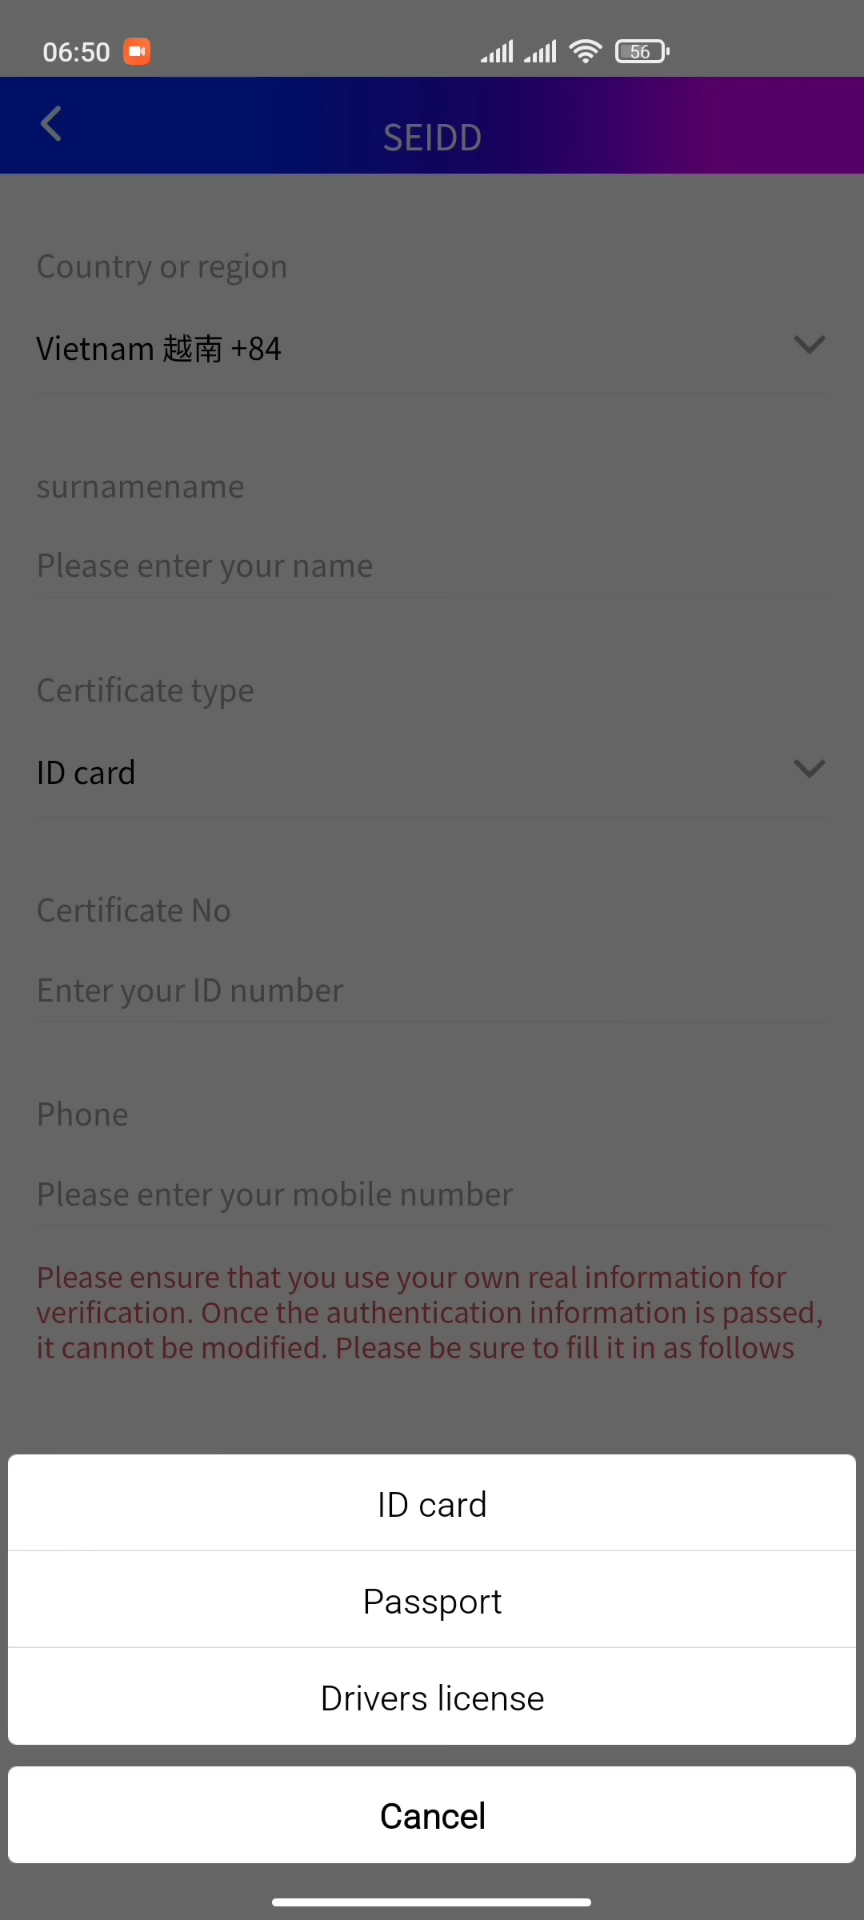 06:50
56
SEIDD
Country or region
Vietnam 越南 +84
surnamename
Please enter your name
Certificate type
ID card
Certificate No
Enter your ID number
Phone
Please enter your mobile number
Please ensure that you use your own real information for
verification. Once the authentication information is passed,
it cannot be modified. Please be sure to fill it in as follows
ID card
Passport
Drivers license
Cancel